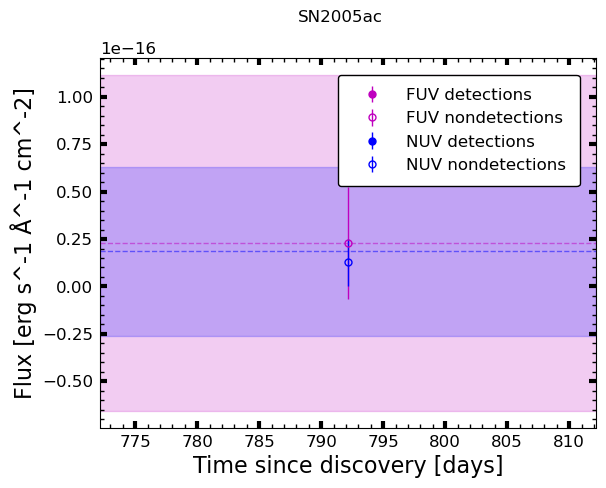 SN2005ac
1e−16
FUV detections
FUV nondetections
NUV detections
NUV nondetections
1.00
0.75
0.50
0.25
0.00
−0.25
−0.50
Flux [erg s^-1 Å^-1 cm^-2]
775 780 785 790 795 800 805 810
Time since discovery [days]